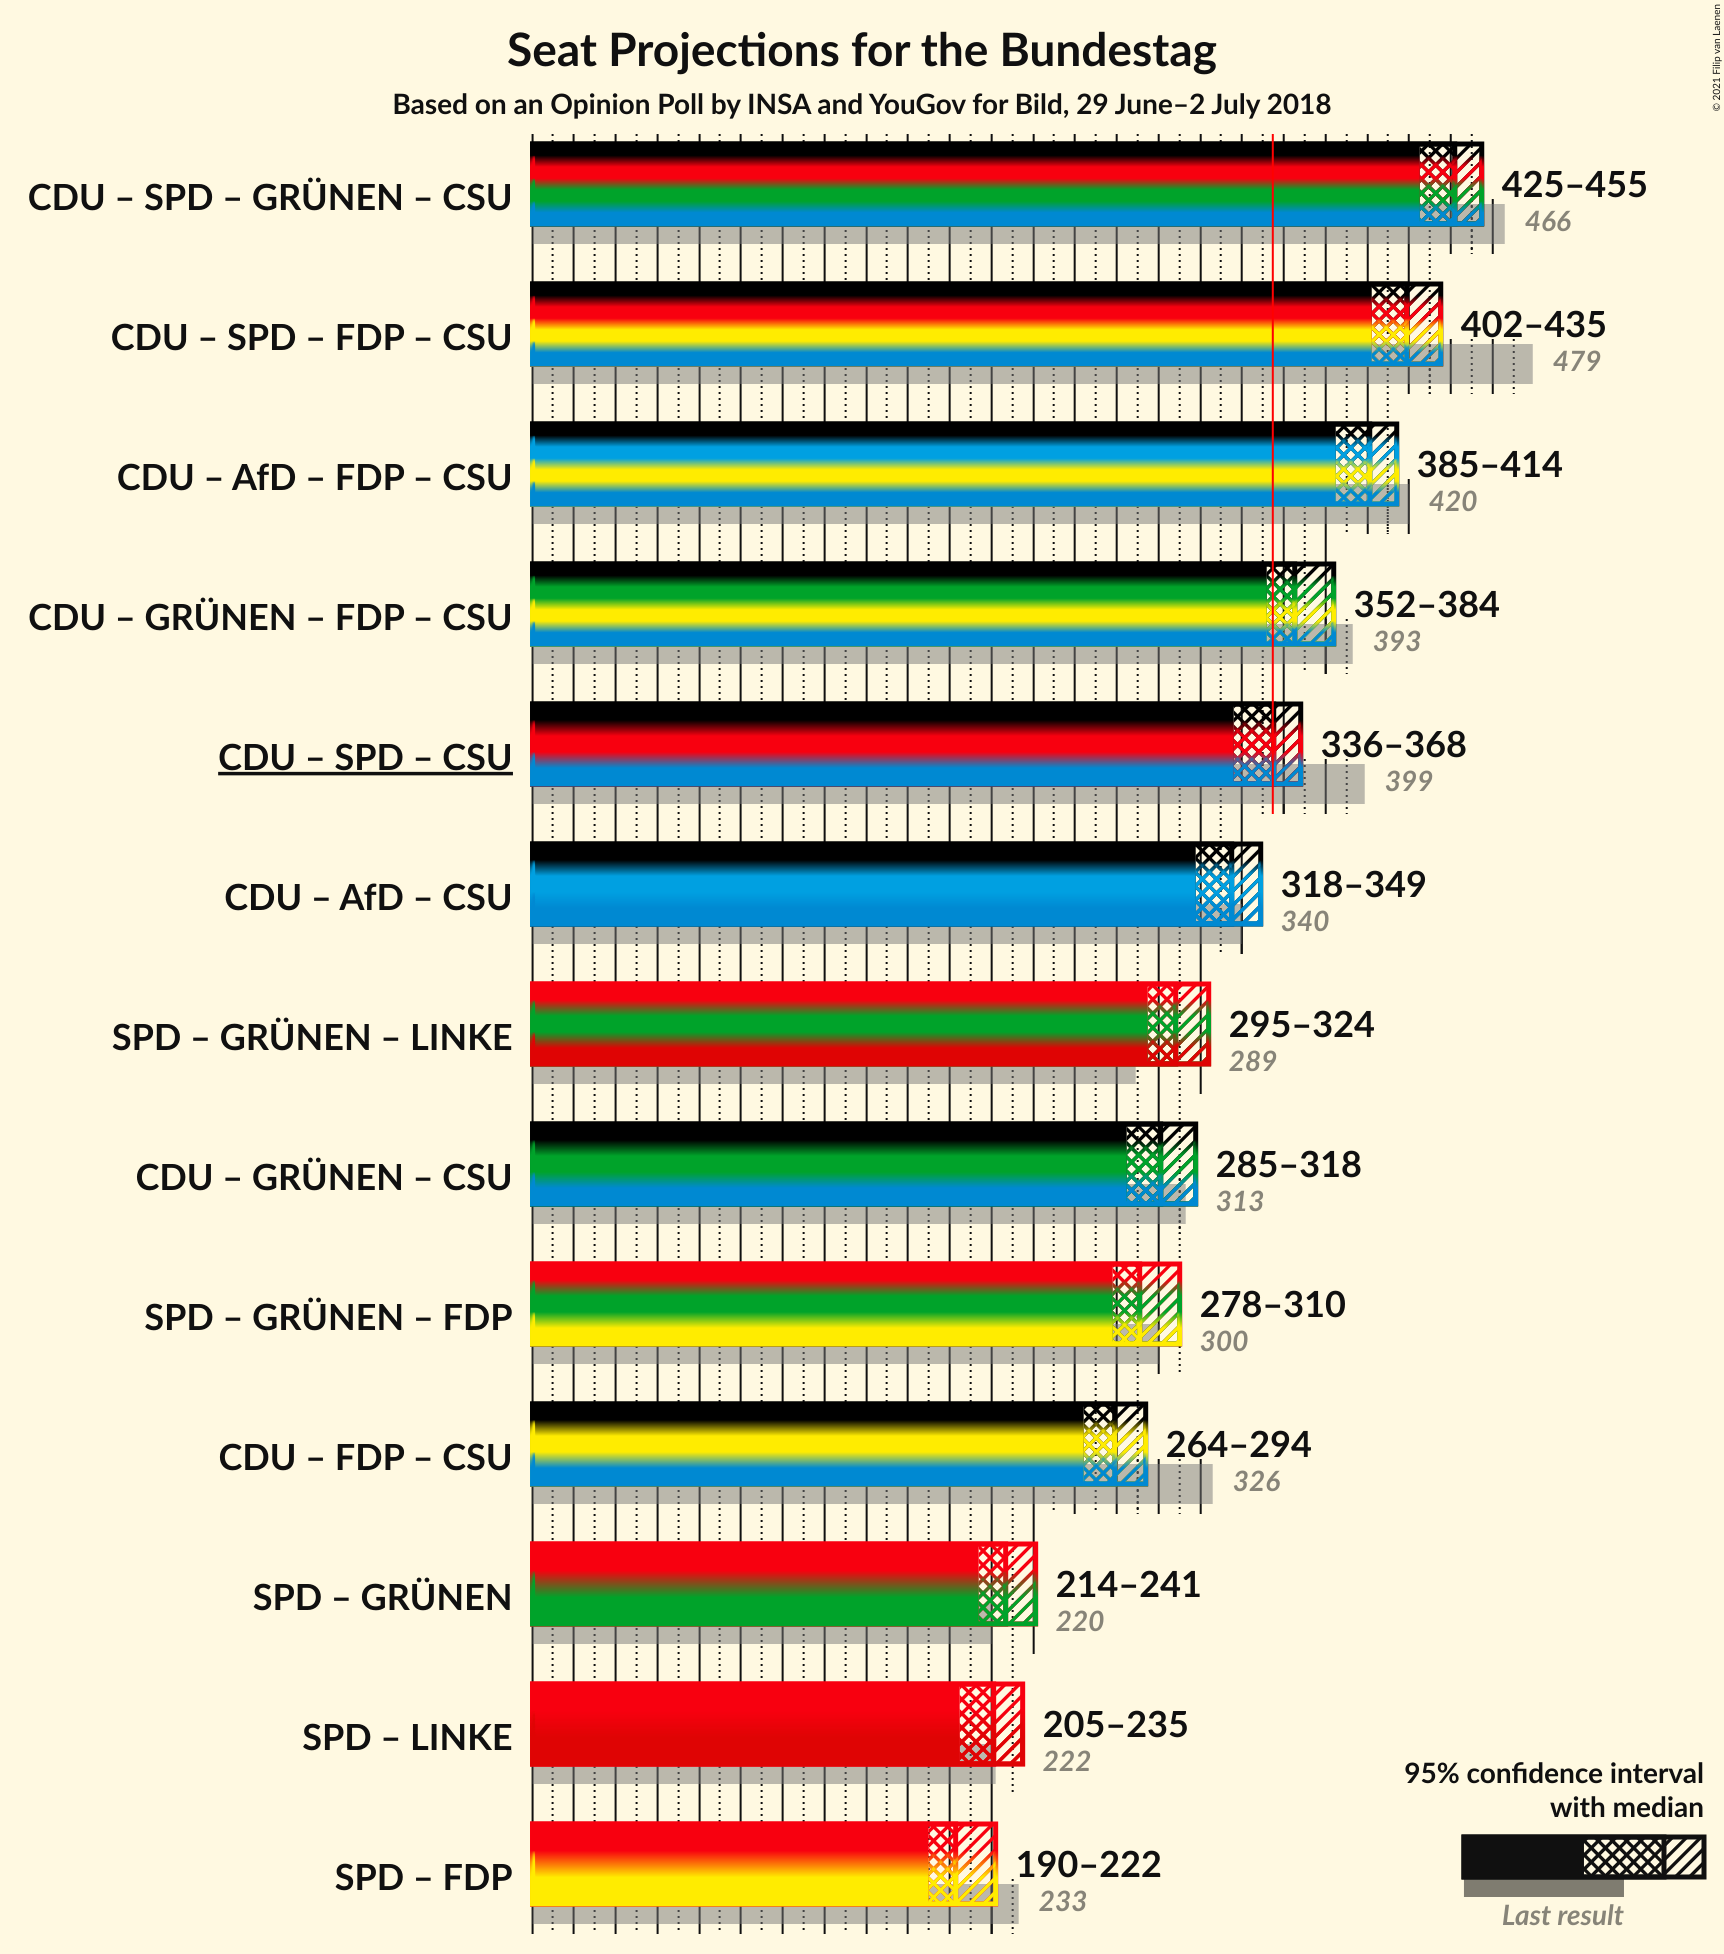 Seat Projections for the Bundestag
Based on an Opinion Poll by INSA and YouGov for Bild, 29 June–2 July 2018
© 2021 Filip van Laenen
CDU – SPD – GRÜNEN – CSU
425–455
466
CDU – SPD – FDP – CSU
402–435
479
CDU – AfD – FDP – CSU
385–414
420
CDU – GRÜNEN – FDP – CSU
352–384
393
CDU – SPD – CSU
336–368
399
CDU – AfD – CSU
318–349
340
SPD – GRÜNEN – LINKE
295–324
289
CDU – GRÜNEN – CSU
285–318
313
SPD – GRÜNEN – FDP
278–310
300
CDU – FDP – CSU
264–294
326
SPD – GRÜNEN
214–241
220
SPD – LINKE
205–235
222
SPD – FDP
190–222
233
95% confidence interval
with median
Last result